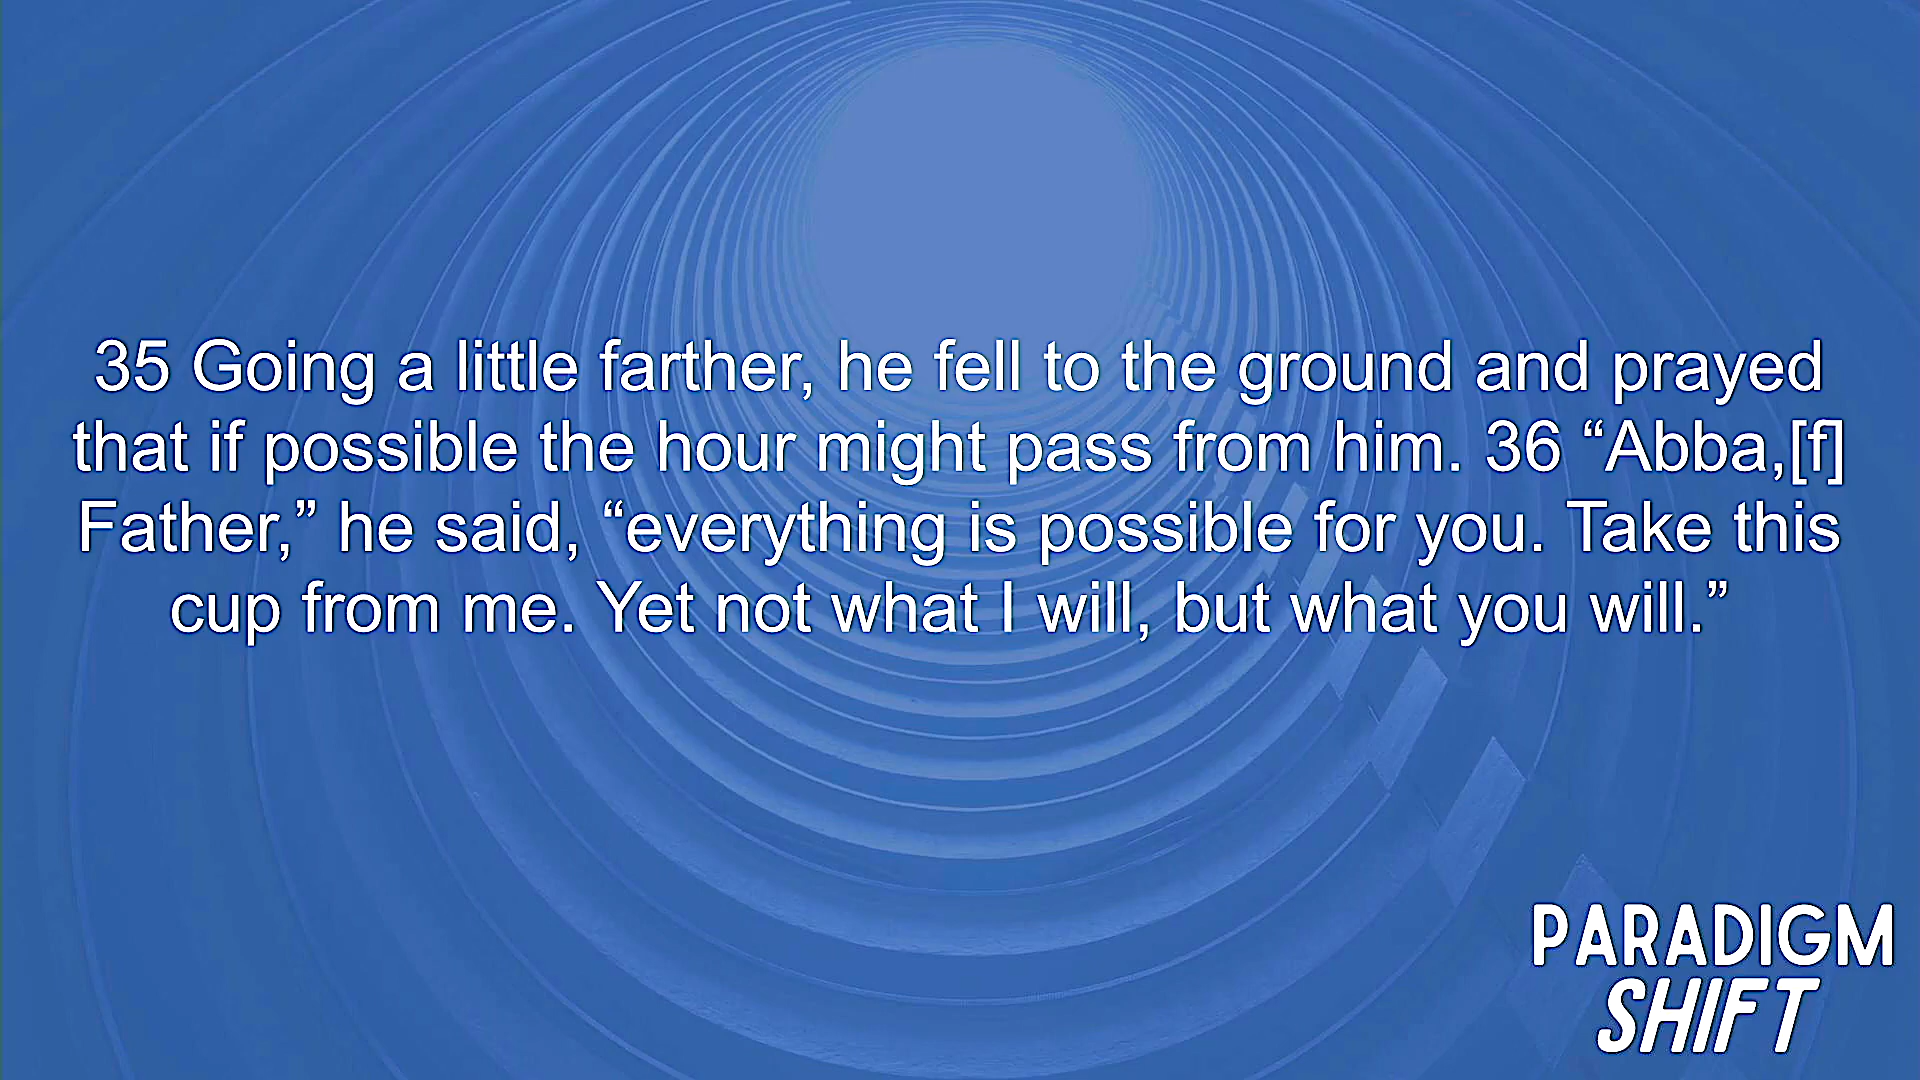 35 Going a little farther, he fell to the ground and prayed
that if possible the hour might pass from him. 36 “Abba,[f]
Father,” he said, “everything is possible for you. Take this
cup from me. Yet not what I will, but what you will.”
PARADIGM
SHIFT